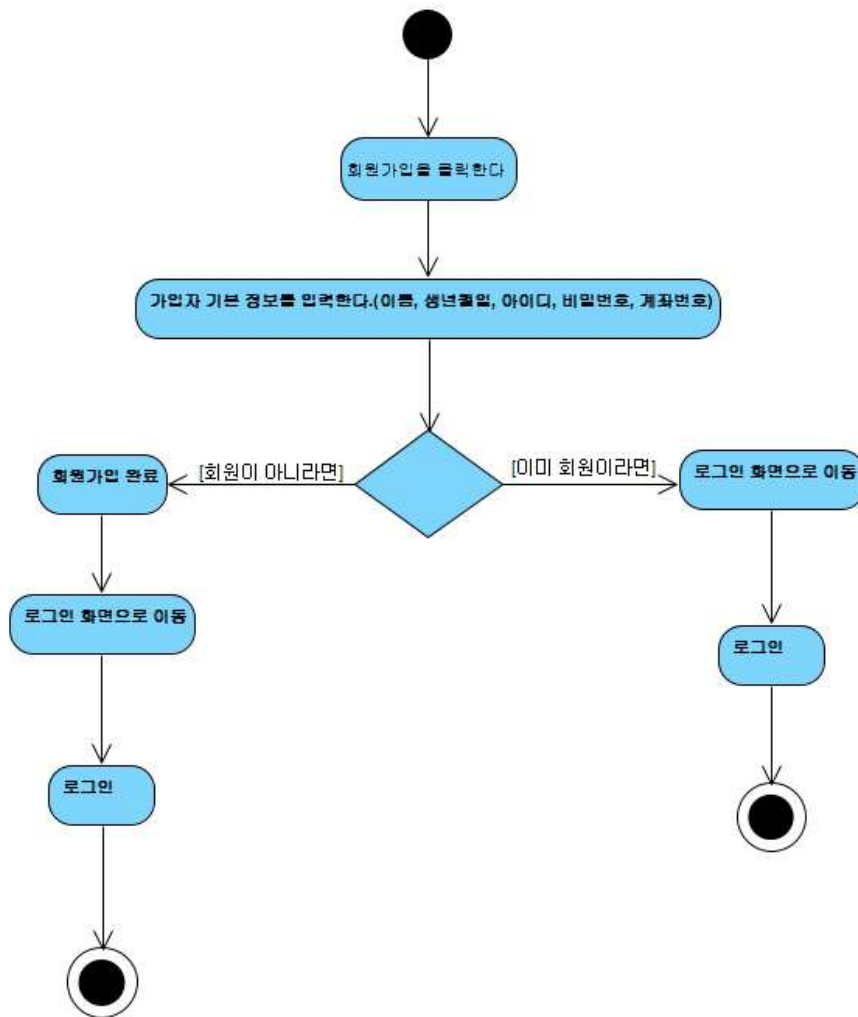 회원가입을 클릭한다
가입자 기본 정보를 입력한다.(이름, 생년월일, 아이디, 비밀번호, 계좌번호)
[회원이 아니라면]
[이미 회원이라면]
회원가입 완료
로그인 화면으로 이동
로그인 화면으로 이동
로그인
로그인